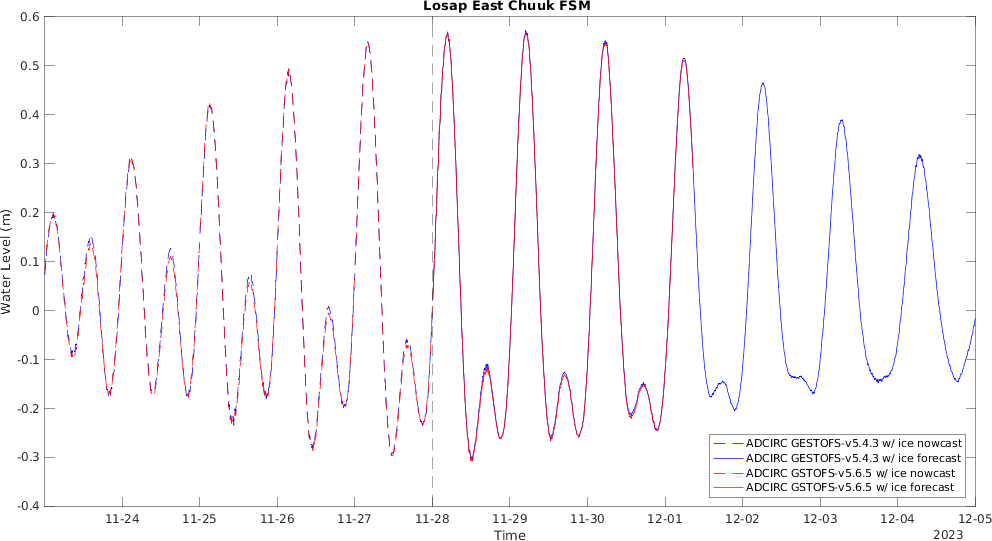 Losap East Chuuk FSM
0.6
0.5
0.4
0.3
0.2
0.1
0
-0.1
-0.2
-0.3
-0.4
Water Level (m)
ADCIRC GESTOFS-v5.4.3 w/ ice nowcast
ADCIRC GESTOFS-v5.4.3 w/ ice forecast
ADCIRC GSTOFS-v5.6.5 w/ ice nowcast
ADCIRC GSTOFS-v5.6.5 w/ ice forecast
11-24 11-25 11-26 11-27 11-28 11-29 11-30 12-01 12-02 12-03 12-04 12-05
Time 2023